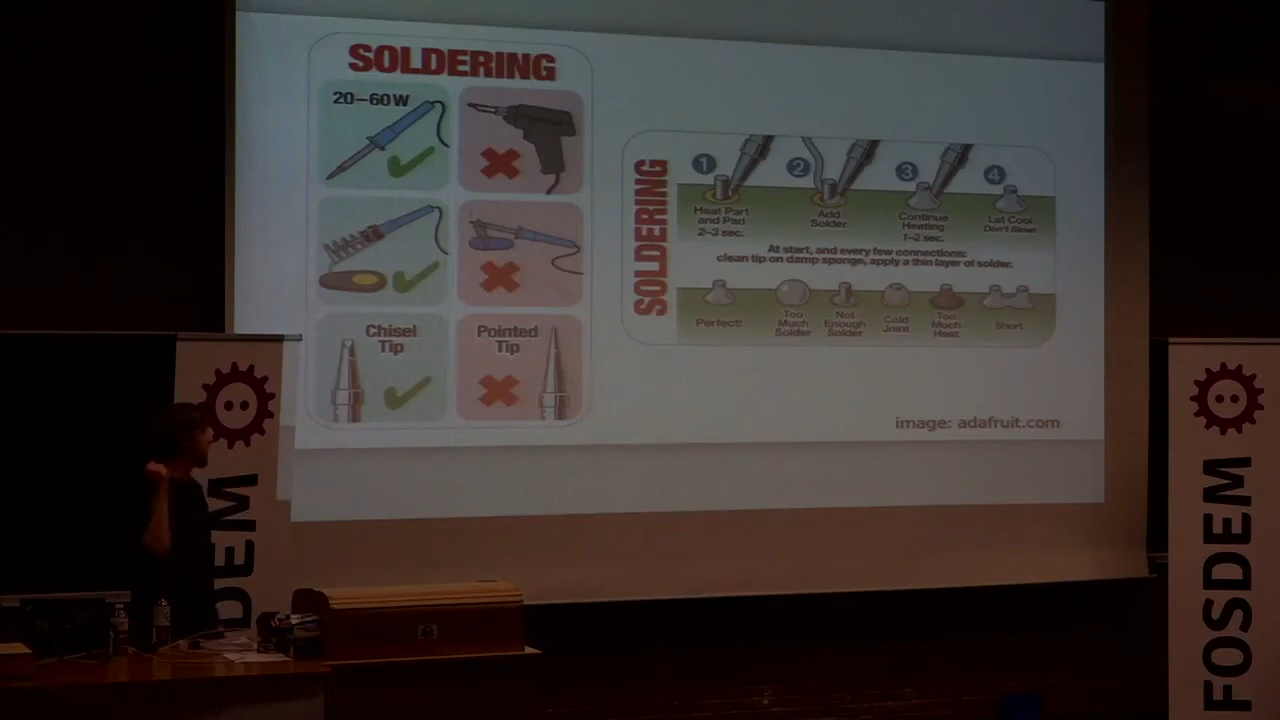 SOLDERING
20–60W
Chisel
Tip
Pointed
Tip
SOLDERING
1
2
3
4
Heat Part
and Pad
2–3 sec.
Add
Solder
Continue
Heating
1–2 sec.
Let Cool
Don't Blow!
At start, and every few connections:
clean tip on damp sponge, apply a thin layer of solder.
Perfect!
Too
Much
Solder
Not
Enough
Solder
Cold
Joint
Too
Much
Heat
Short
image: adafruit.com
DEM
FOSDEM